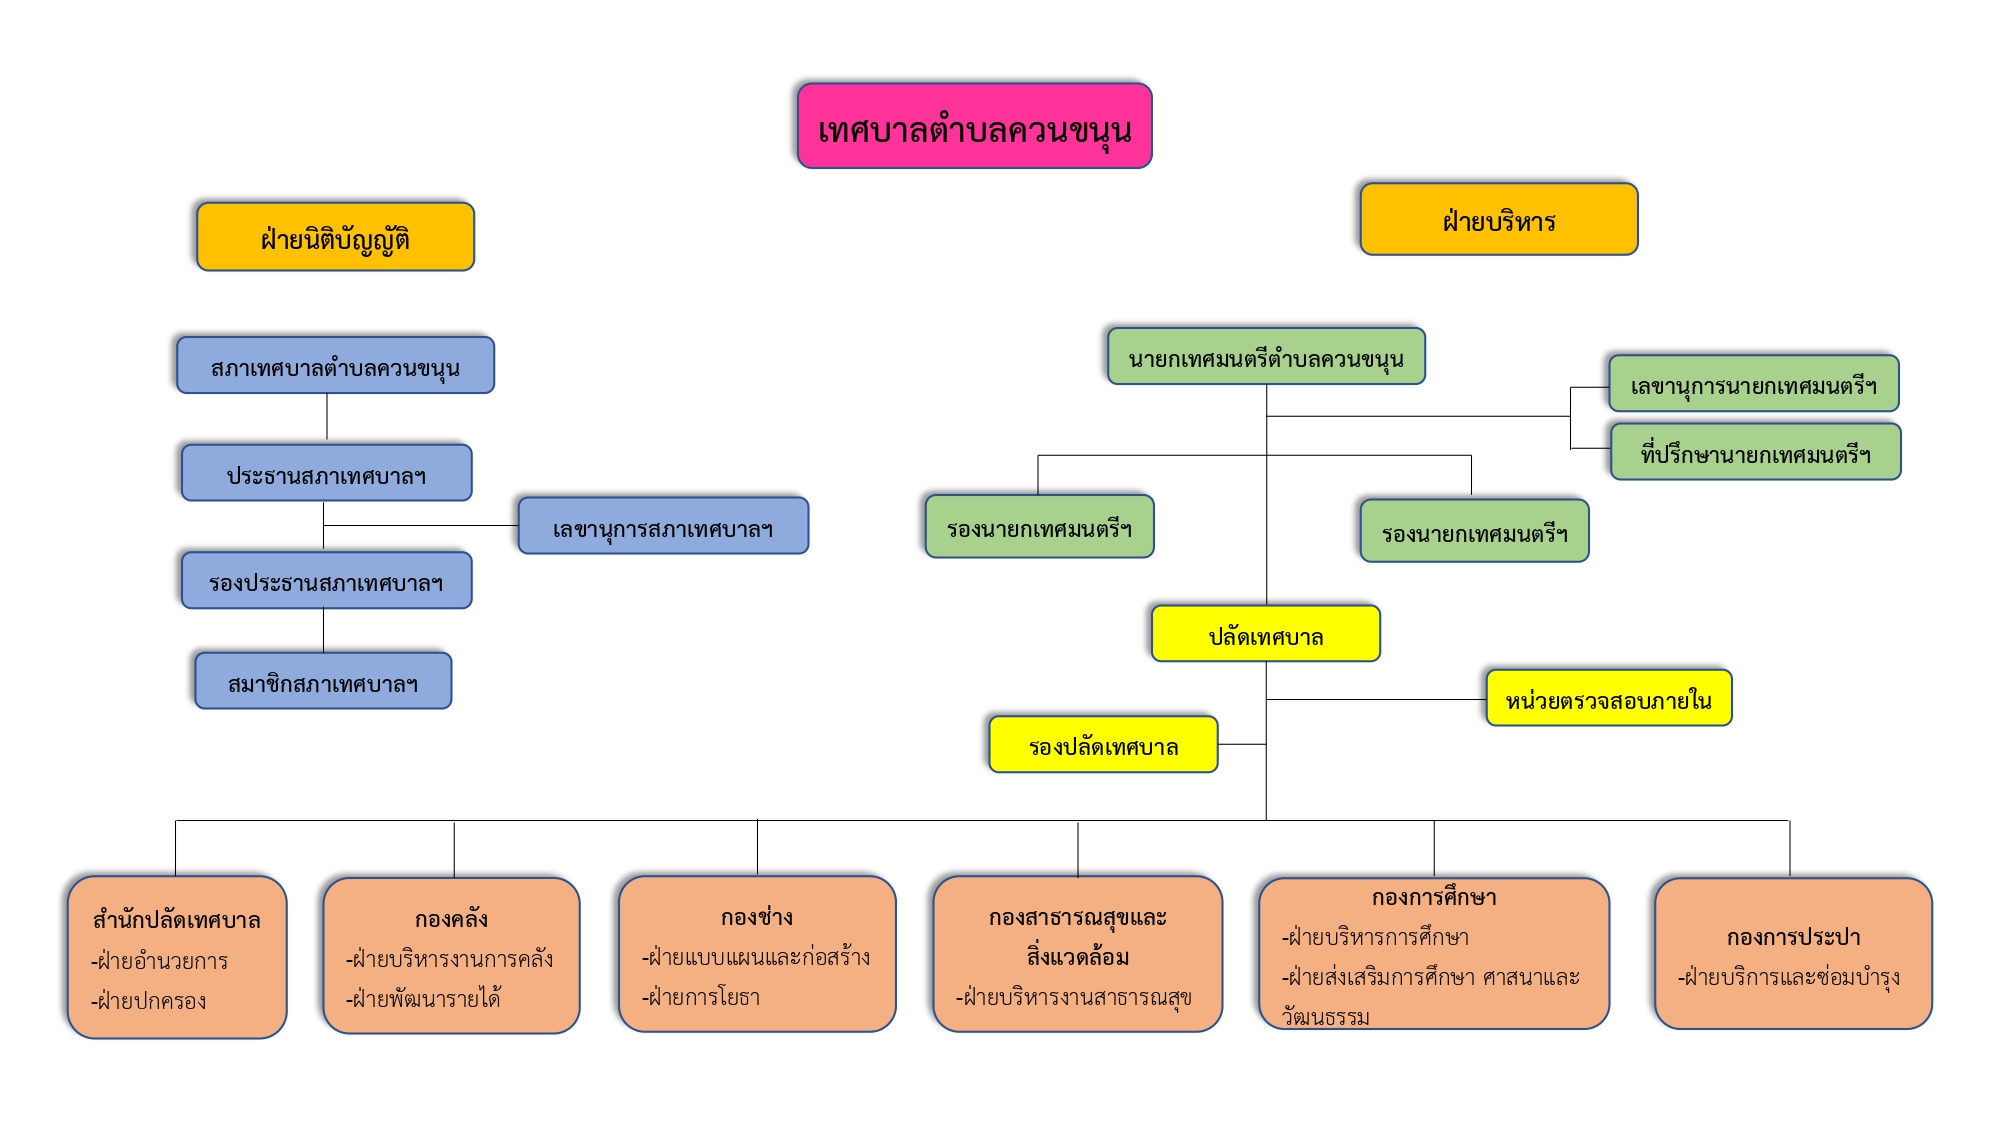 เทศบาลตำบลควนขนุน
ฝ่ายนิติบัญญัติ
ฝ่ายบริหาร
สภาเทศบาลตำบลควนขนุน
ประธานสภาเทศบาลฯ
เลขานุการสภาเทศบาลฯ
รองประธานสภาเทศบาลฯ
สมาชิกสภาเทศบาลฯ
นายกเทศมนตรีตำบลควนขนุน
เลขานุการนายกเทศมนตรีฯ
ที่ปรึกษานายกเทศมนตรีฯ
รองนายกเทศมนตรีฯ
รองนายกเทศมนตรีฯ
ปลัดเทศบาล
หน่วยตรวจสอบภายใน
รองปลัดเทศบาล
สำนักปลัดเทศบาล
-ฝ่ายอำนวยการ
-ฝ่ายปกครอง
กองคลัง
-ฝ่ายบริหารงานการคลัง
-ฝ่ายพัฒนารายได้
กองช่าง
-ฝ่ายแบบแผนและก่อสร้าง
-ฝ่ายการโยธา
กองสาธารณสุขและ
สิ่งแวดล้อม
-ฝ่ายบริหารงานสาธารณสุข
กองการศึกษา
-ฝ่ายบริหารการศึกษา
-ฝ่ายส่งเสริมการศึกษา ศาสนาและ
วัฒนธรรม
กองการประปา
-ฝ่ายบริการและซ่อมบำรุง